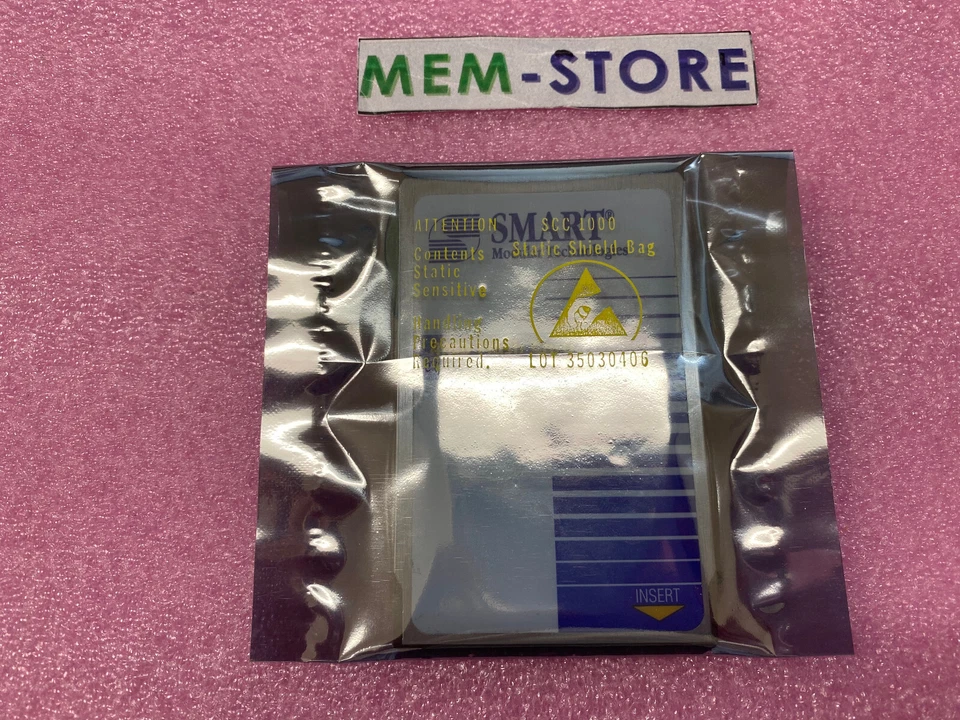 MEM-STORE
SMART®
ATTENTION
SCC 1000
Contents
Static Shield Bag
Static
Sensitive
Handling
Precautions
Required.
LOT 35030406
INSERT